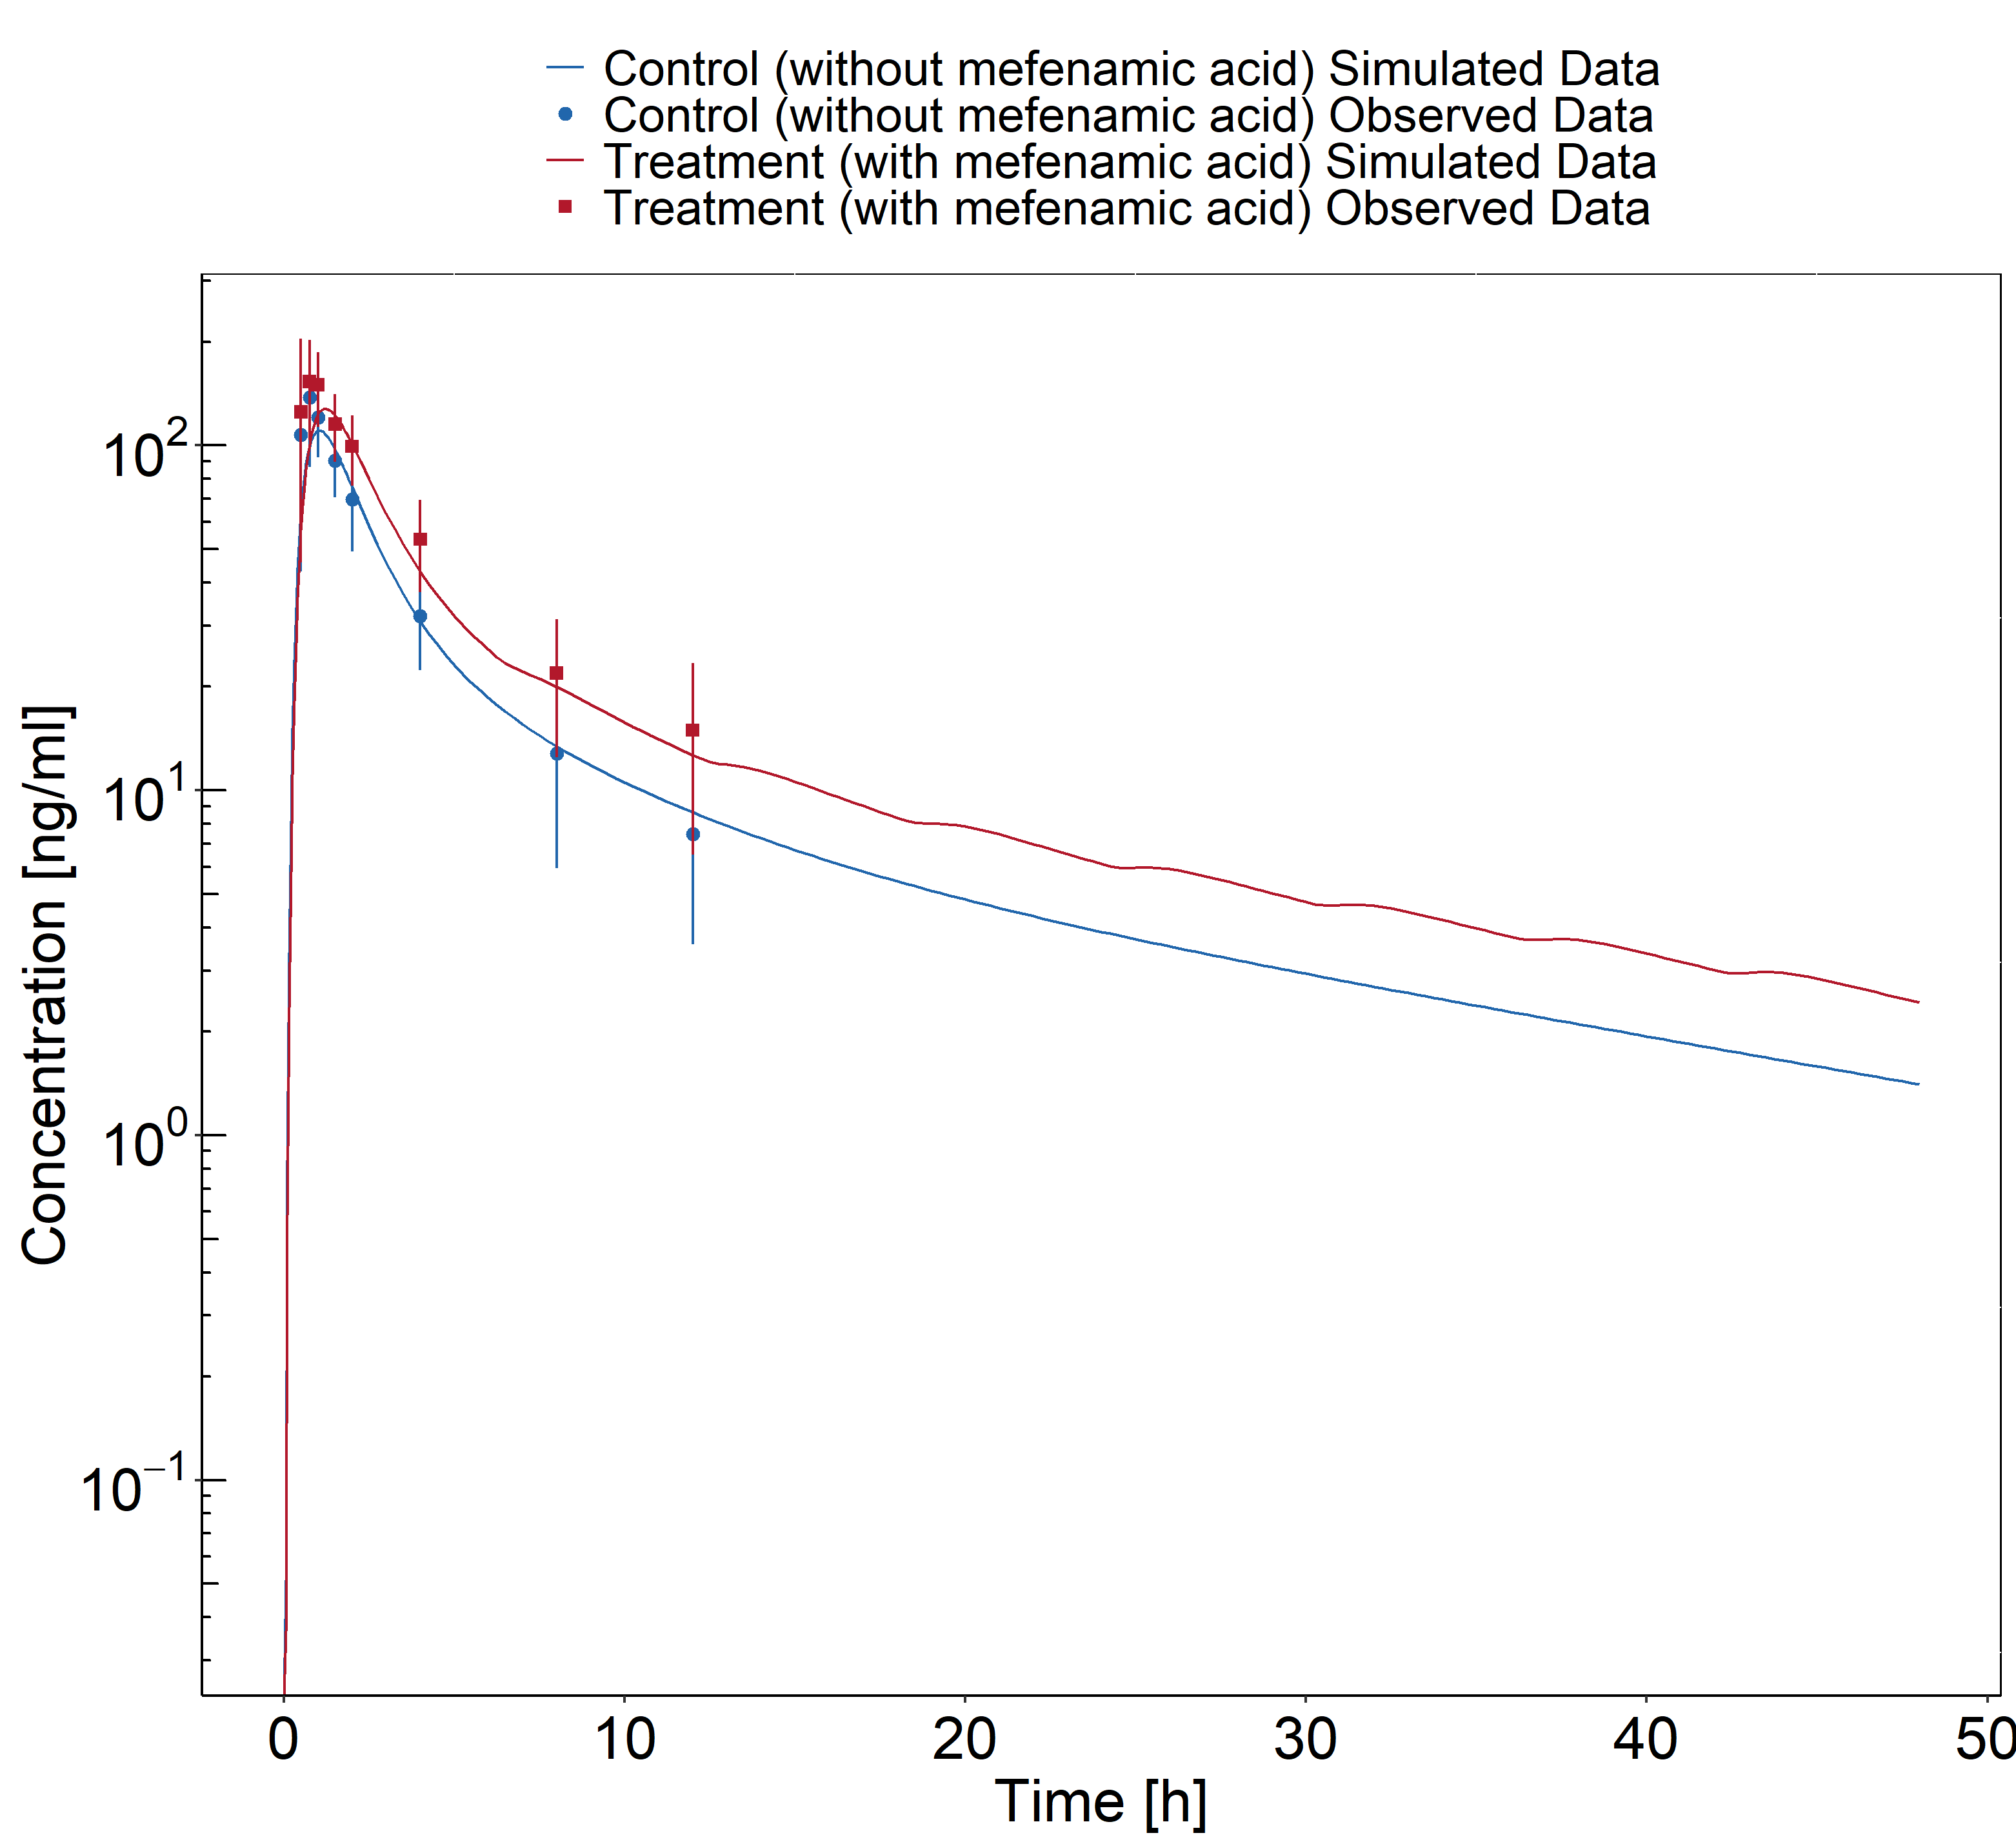 Control (without mefenamic acid) Simulated Data
Control (without mefenamic acid) Observed Data
Treatment (with mefenamic acid) Simulated Data
Treatment (with mefenamic acid) Observed Data
Concentration [ng/ml]
10²
10¹
10⁰
10⁻¹
0 10 20 30 40 50
Time [h]